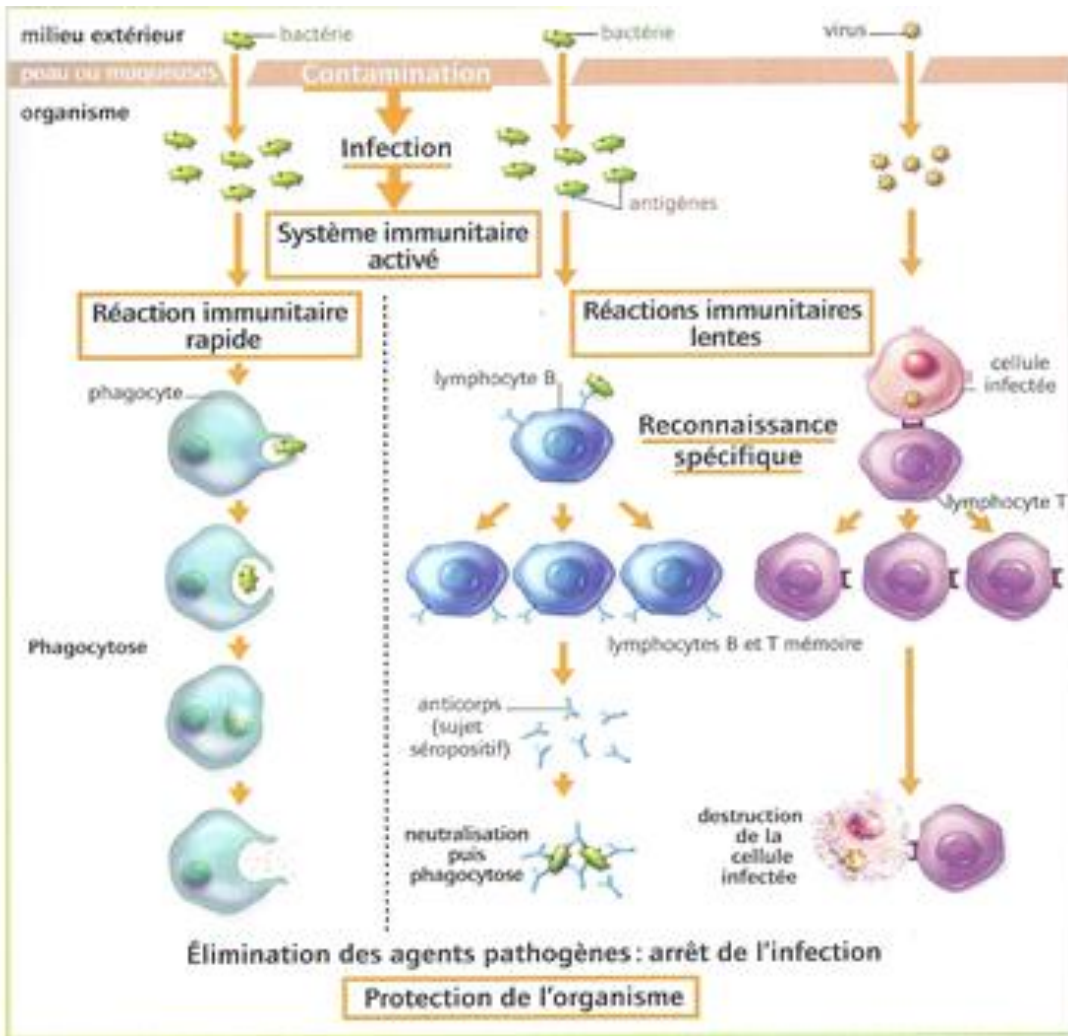 milieu extérieur
bactérie
bactérie
virus
peau ou muqueuses
Contamination
organisme
Infection
antigènes
Système immunitaire
activé
Réaction immunitaire
rapide
Réactions immunitaires
lentes
phagocyte
lymphocyte B
cellule
infectée
Reconnaissance
spécifique
lymphocyte T
Phagocytose
lymphocytes B et T mémoire
anticorps
(sujet
séropositif)
neutralisation
puis
phagocytose
destruction
de la
cellule
infectée
Élimination des agents pathogènes : arrêt de l'infection
Protection de l'organisme